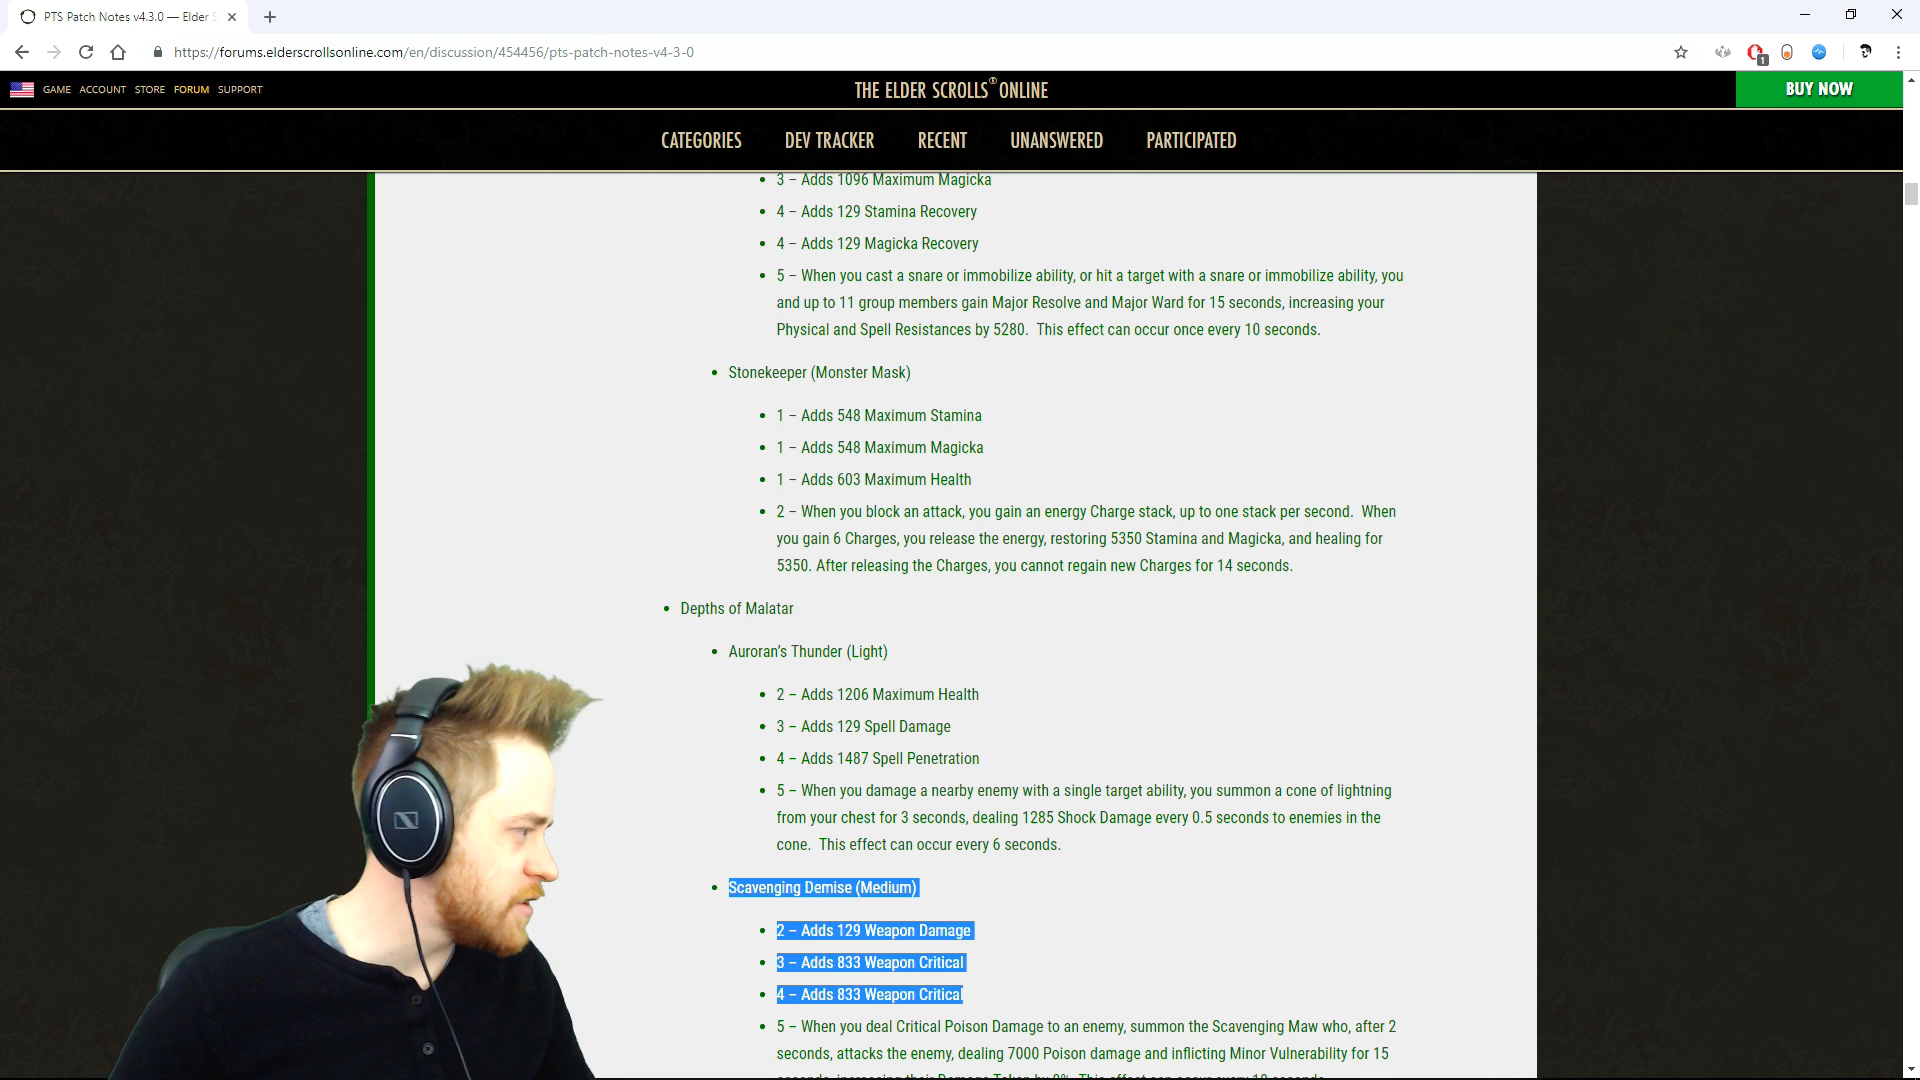 PTS Patch Notes v4.3.0 — Elder
https://forums.elderscrollsonline.com/en/discussion/454456/pts-patch-notes-v4-3-0
1
GAME ACCOUNT STORE FORUM SUPPORT
THE ELDER SCROLLS ONLINE
BUY NOW
CATEGORIES DEV TRACKER RECENT UNANSWERED PARTICIPATED
3 – Adds 1096 Maximum Magicka
4 – Adds 129 Stamina Recovery
4 – Adds 129 Magicka Recovery
5 – When you cast a snare or immobilize ability, or hit a target with a snare or immobilize ability, you
and up to 11 group members gain Major Resolve and Major Ward for 15 seconds, increasing your
Physical and Spell Resistances by 5280. This effect can occur once every 10 seconds.
Stonekeeper (Monster Mask)
1 – Adds 548 Maximum Stamina
1 – Adds 548 Maximum Magicka
1 – Adds 603 Maximum Health
2 – When you block an attack, you gain an energy Charge stack, up to one stack per second. When
you gain 6 Charges, you release the energy, restoring 5350 Stamina and Magicka, and healing for
5350. After releasing the Charges, you cannot regain new Charges for 14 seconds.
Depths of Malatar
Auroran's Thunder (Light)
2 – Adds 1206 Maximum Health
3 – Adds 129 Spell Damage
4 – Adds 1487 Spell Penetration
5 – When you damage a nearby enemy with a single target ability, you summon a cone of lightning
from your chest for 3 seconds, dealing 1285 Shock Damage every 0.5 seconds to enemies in the
cone. This effect can occur every 6 seconds.
Scavenging Demise (Medium)
2 – Adds 129 Weapon Damage
3 – Adds 833 Weapon Critical
4 – Adds 833 Weapon Critical
5 – When you deal Critical Poison Damage to an enemy, summon the Scavenging Maw who, after 2
seconds, attacks the enemy, dealing 7000 Poison damage and inflicting Minor Vulnerability for 15